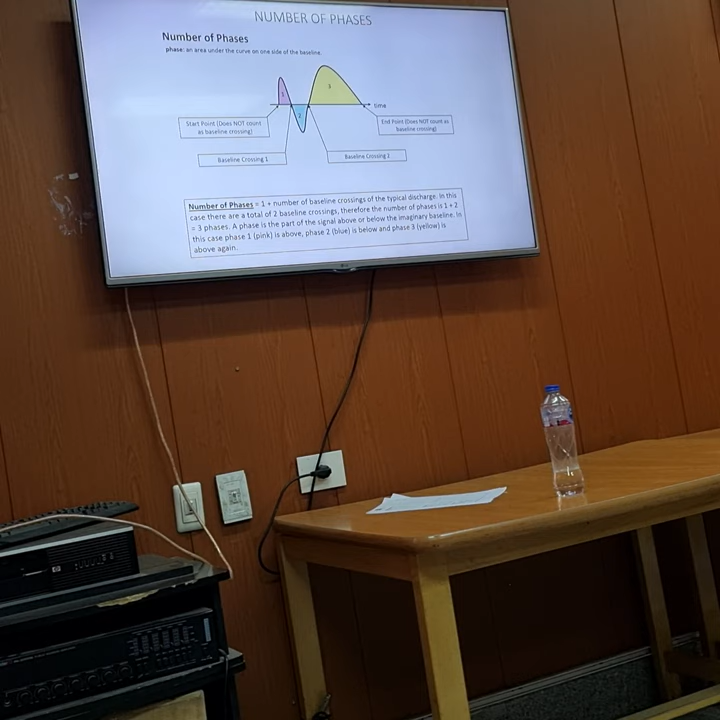 NUMBER OF PHASES
Number of Phases
phase: an area under the curve on one side of the baseline.
1
2
3
time
Start Point (Does NOT count
as baseline crossing)
End Point (Does NOT count as
baseline crossing)
Baseline Crossing 1
Baseline Crossing 2
Number of Phases = 1 + number of baseline crossings of the typical discharge. In this
case there are a total of 2 baseline crossings, therefore the number of phases is 1 + 2
= 3 phases. A phase is the part of the signal above or below the imaginary baseline. In
this case phase 1 (pink) is above, phase 2 (blue) is below and phase 3 (yellow) is
above again.
LG
hp